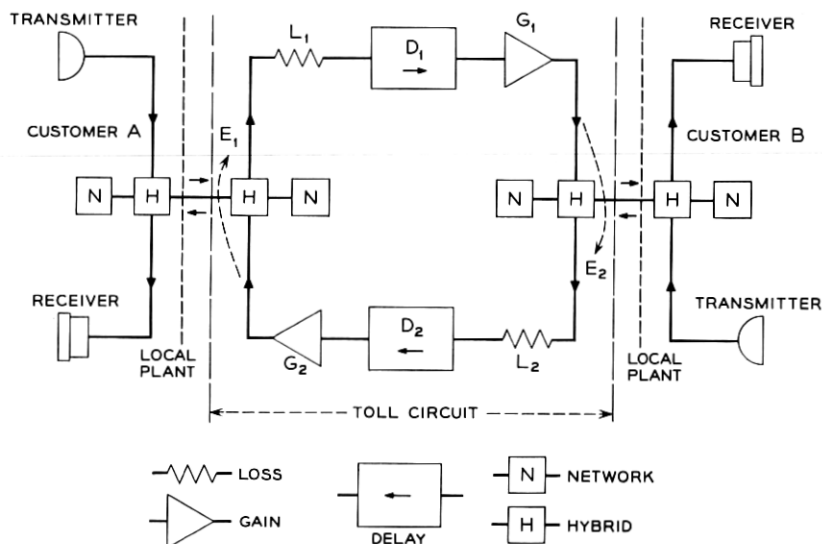 TRANSMITTER
L1
D1
G1
RECEIVER
CUSTOMER A
E1
CUSTOMER B
N
H
H
N
N
H
H
N
E2
RECEIVER
D2
TRANSMITTER
LOCAL
PLANT
G2
L2
LOCAL
PLANT
TOLL CIRCUIT
LOSS
N
NETWORK
GAIN
DELAY
H
HYBRID